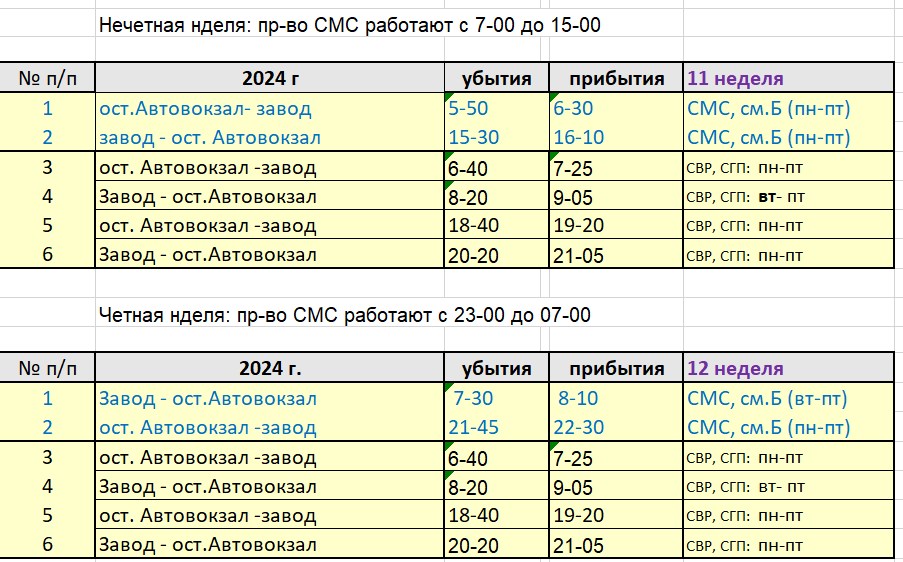 Нечетная нделя: пр-во СМС работают с 7-00 до 15-00
№ п/п 2024 г убытия прибытия 11 неделя
1 ост.Автовокзал- завод 5-50 6-30 СМС, см.Б (пн-пт)
2 завод - ост. Автовокзал 15-30 16-10 СМС, см.Б (пн-пт)
3 ост. Автовокзал -завод 6-40 7-25 СВР, СГП: пн-пт
4 Завод - ост.Автовокзал 8-20 9-05 СВР, СГП: вт- пт
5 ост. Автовокзал -завод 18-40 19-20 СВР, СГП: пн-пт
6 Завод - ост.Автовокзал 20-20 21-05 СВР, СГП: пн-пт
Четная нделя: пр-во СМС работают с 23-00 до 07-00
№ п/п 2024 г. убытия прибытия 12 неделя
1 Завод - ост.Автовокзал 7-30 8-10 СМС, см.Б (вт-пт)
2 ост. Автовокзал -завод 21-45 22-30 СМС, см.Б (пн-пт)
3 ост. Автовокзал -завод 6-40 7-25 СВР, СГП: пн-пт
4 Завод - ост.Автовокзал 8-20 9-05 СВР, СГП: вт- пт
5 ост. Автовокзал -завод 18-40 19-20 СВР, СГП: пн-пт
6 Завод - ост.Автовокзал 20-20 21-05 СВР, СГП: пн-пт